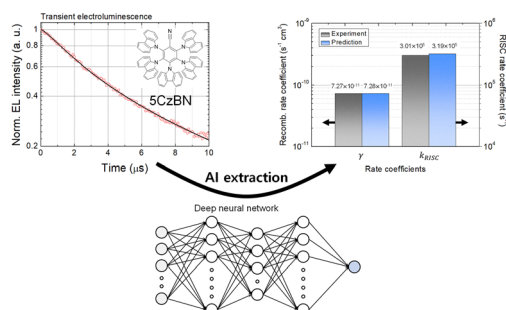 Transient electroluminescence
Norm. EL intensity (a. u.)
1.0
0.8
0.6
0.4
0.2
0
2
4
6
8
10
Time (μs)
5CzBN
Recomb. rate coefficient (s⁻¹ cm³)
10⁻⁹
10⁻¹⁰
10⁻¹¹
Experiment
Prediction
7.27×10⁻¹¹
7.28×10⁻¹¹
3.01×10⁵
3.19×10⁵
10⁶
10⁵
10⁴
RISC rate coefficient (s⁻¹)
γ
k_RISC
Rate coefficients
AI extraction
Deep neural network